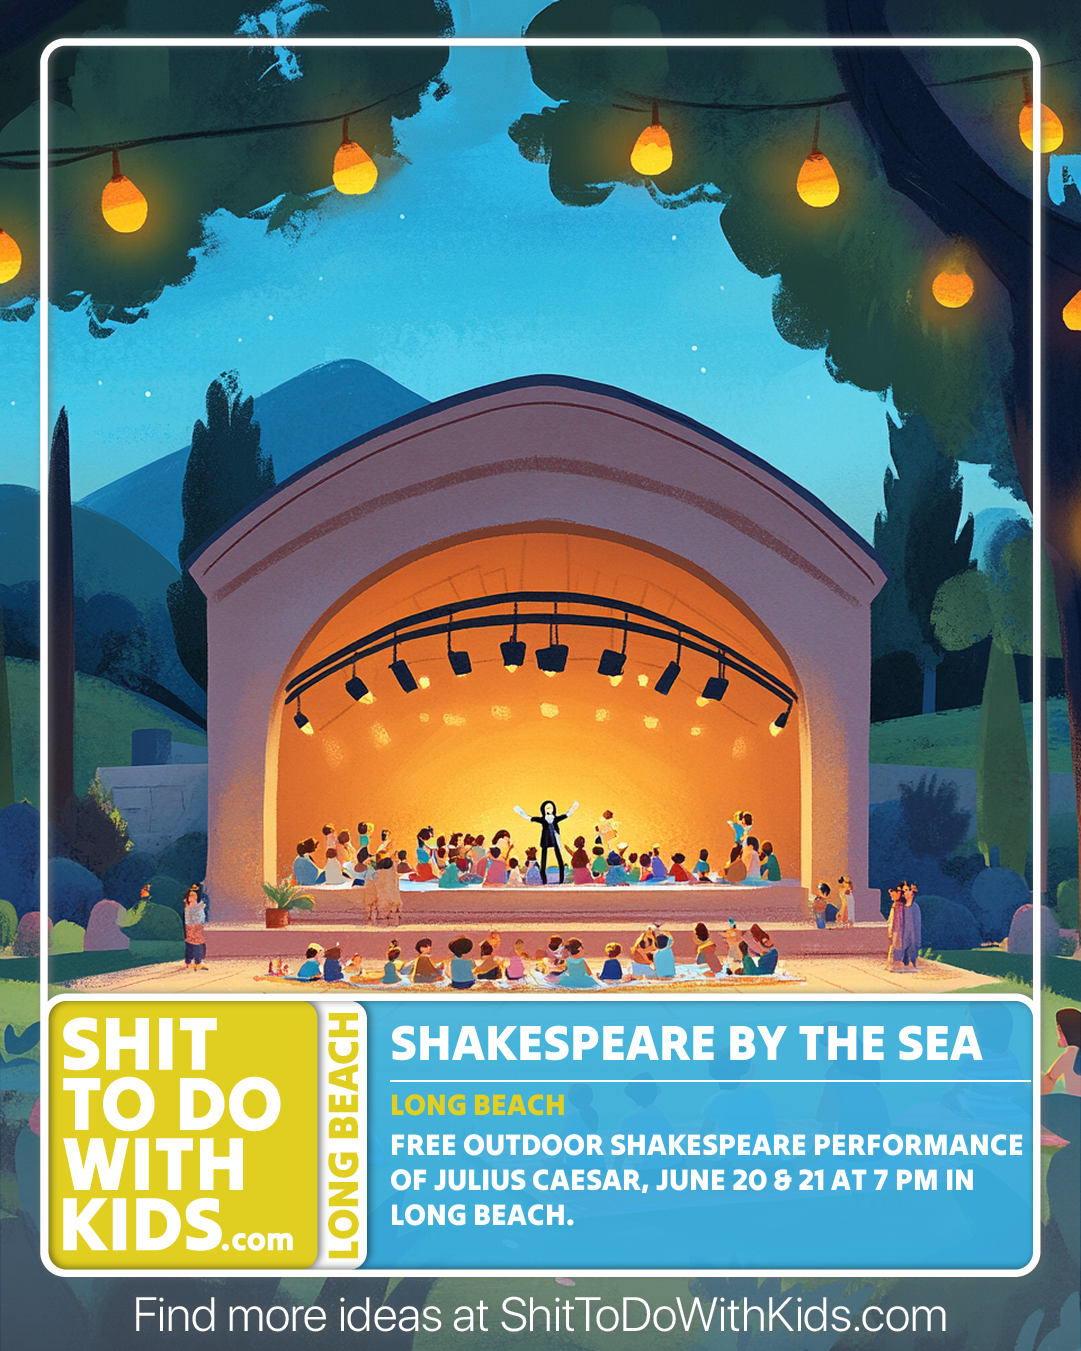 SHIT
TO DO
WITH
KIDS.com
LONG BEACH
SHAKESPEARE BY THE SEA
LONG BEACH
FREE OUTDOOR SHAKESPEARE PERFORMANCE
OF JULIUS CAESAR, JUNE 20 & 21 AT 7 PM IN
LONG BEACH.
Find more ideas at ShitToDoWithKids.com